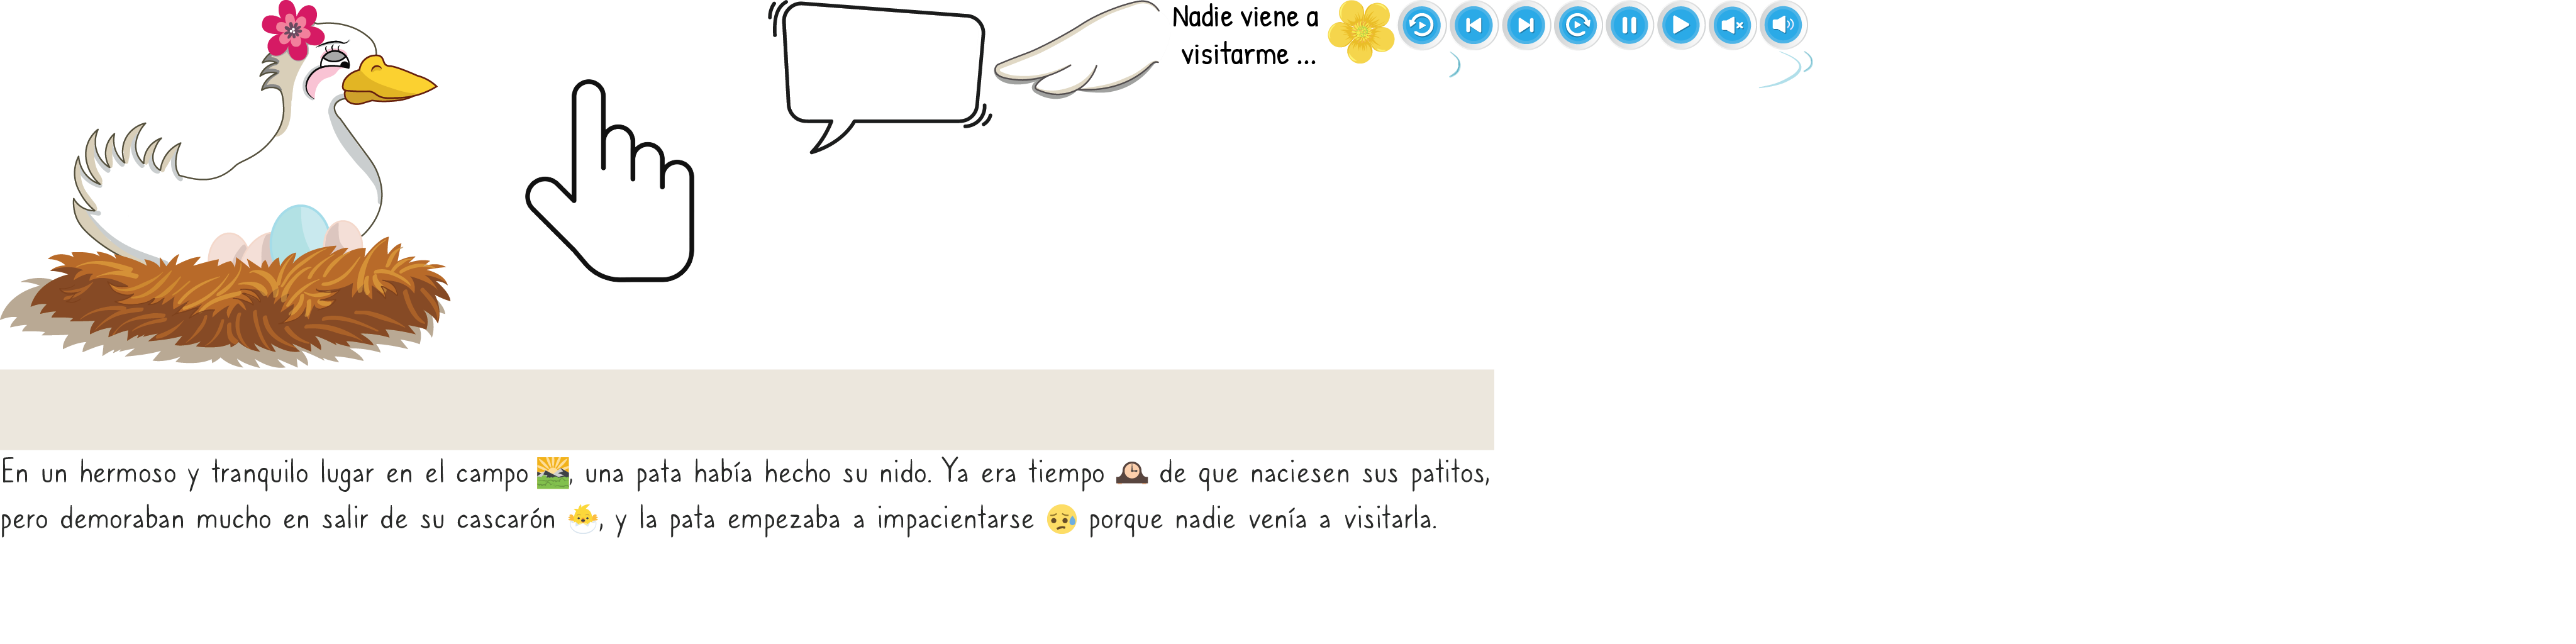 Nadie viene a
visitarme ...
En un hermoso y tranquilo lugar en el campo 🌄, una pata había hecho su nido. Ya era tiempo 🕰️ de que naciesen sus patitos,
pero demoraban mucho en salir de su cascarón 🐣, y la pata empezaba a impacientarse 😥 porque nadie venía a visitarla.